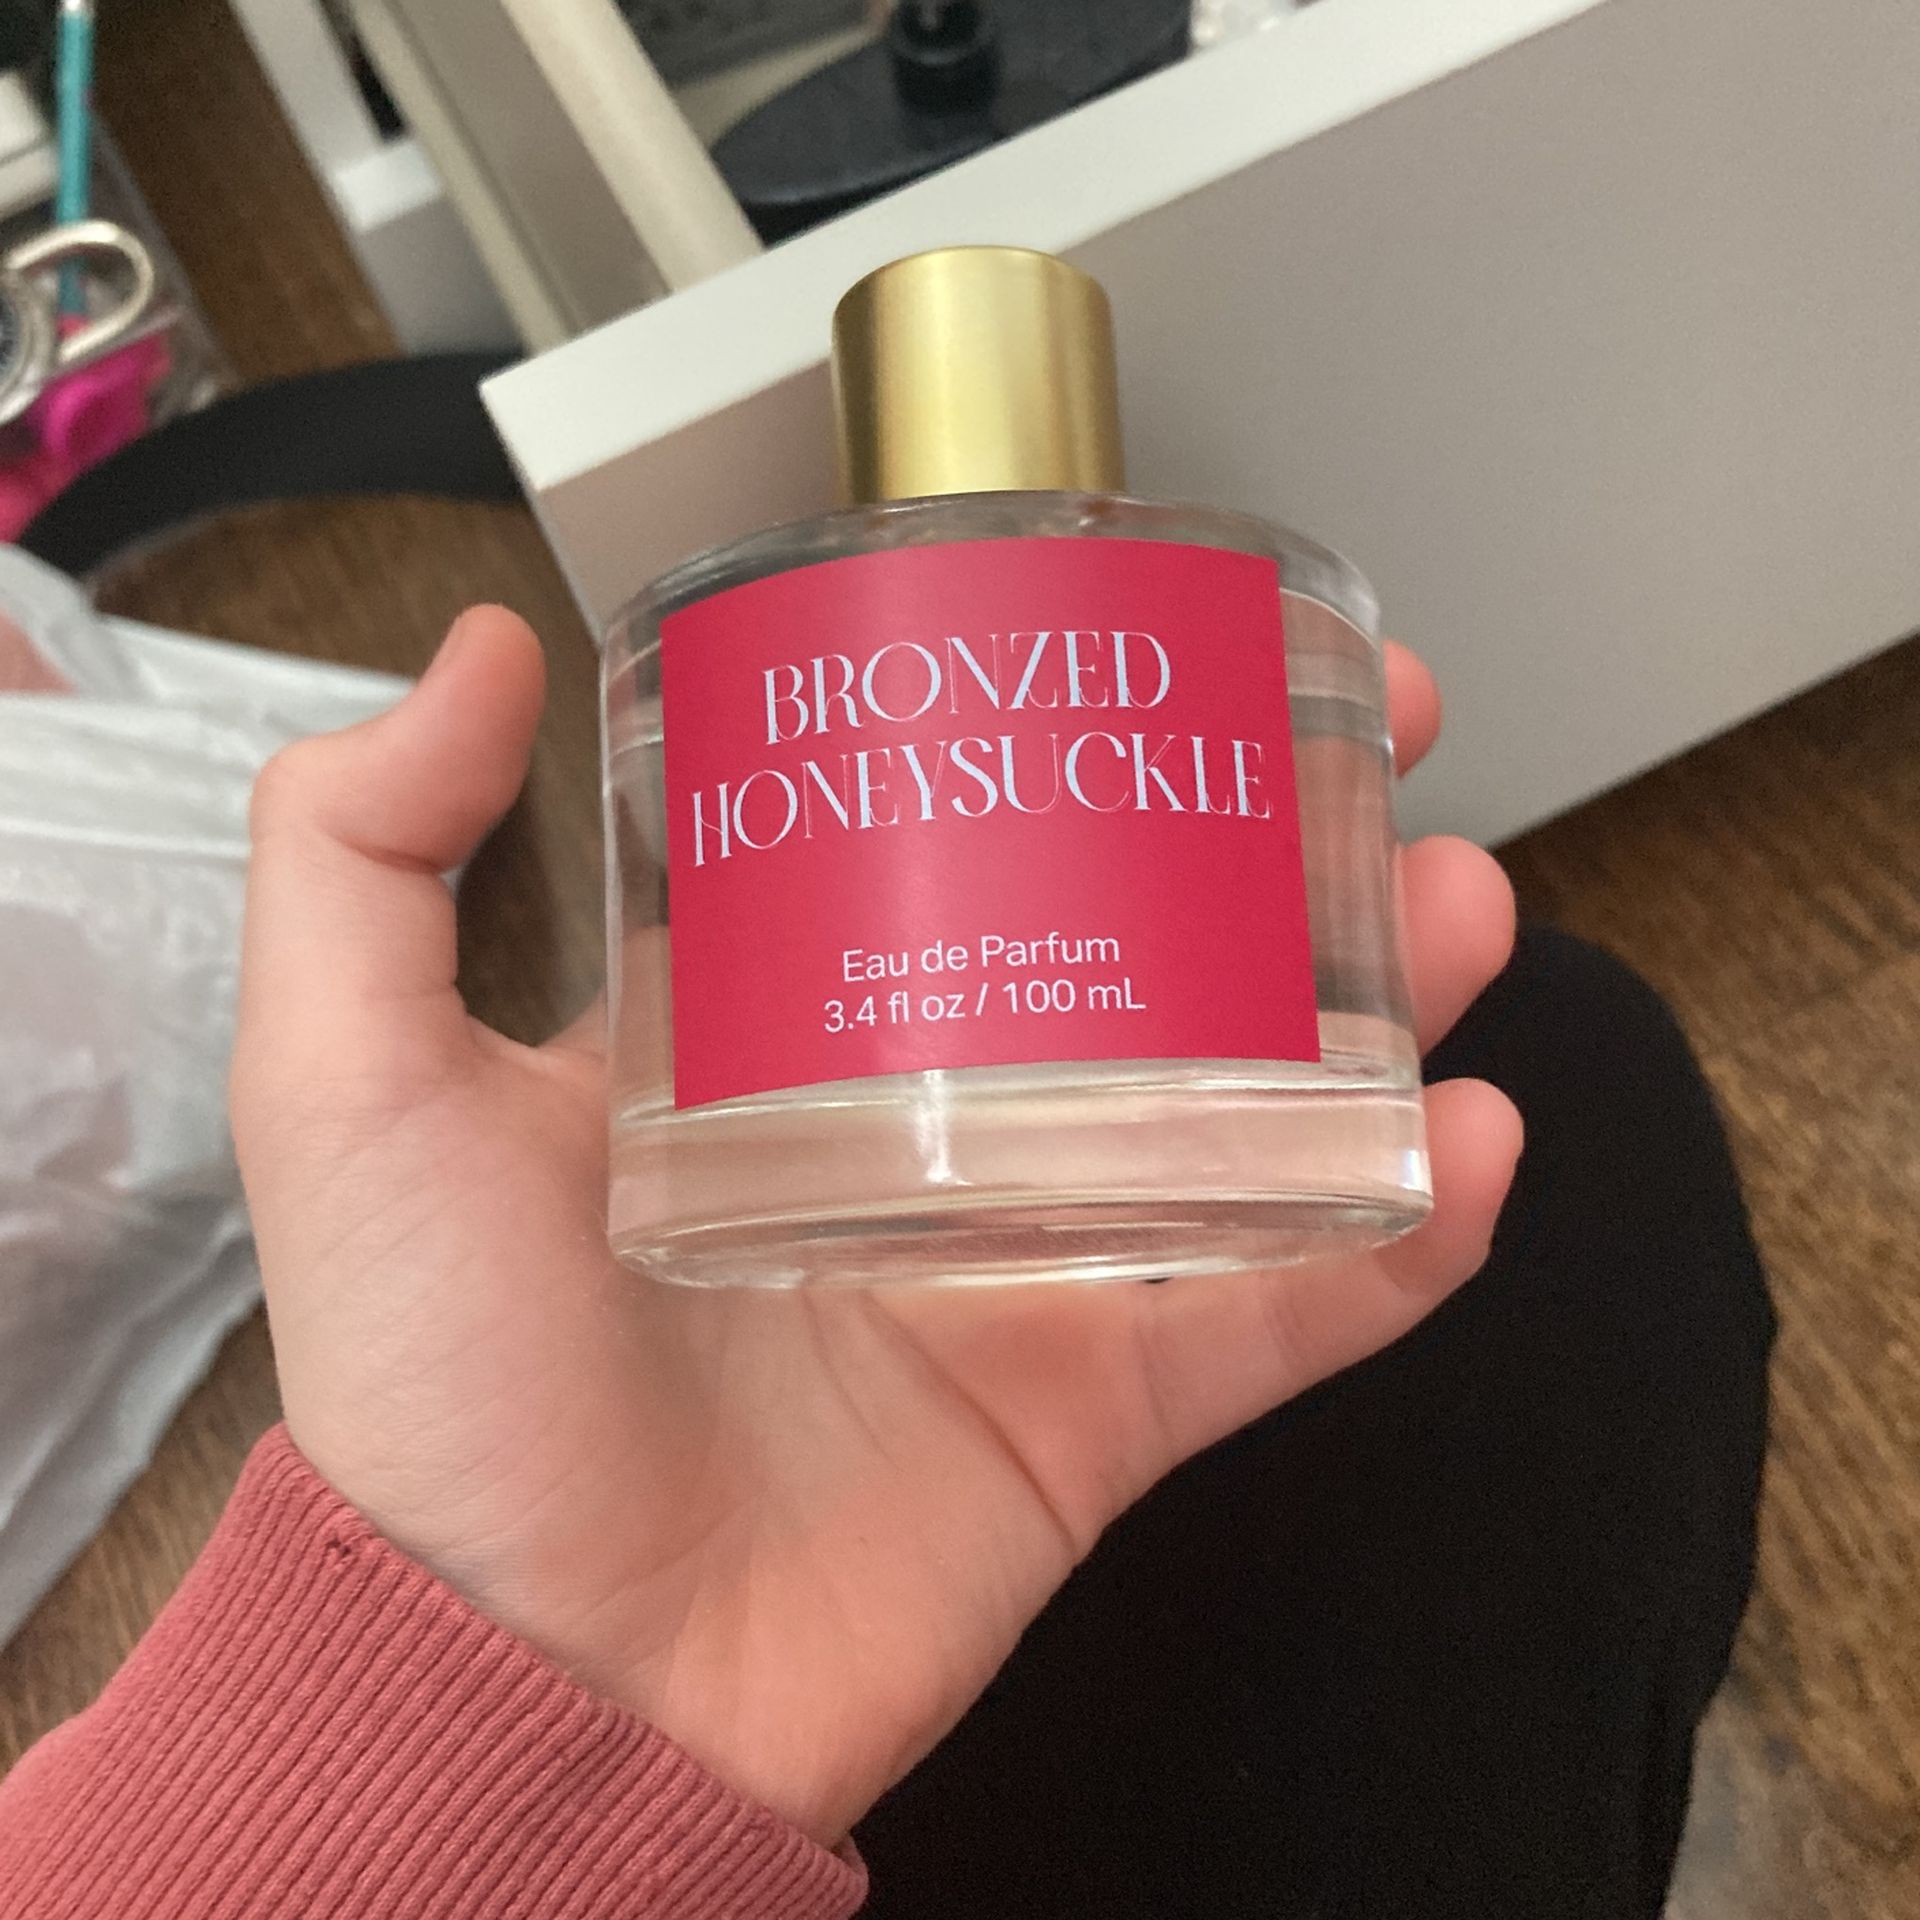 BRONZED
HONEYSUCKLE
Eau de Parfum
3.4 fl oz / 100 mL